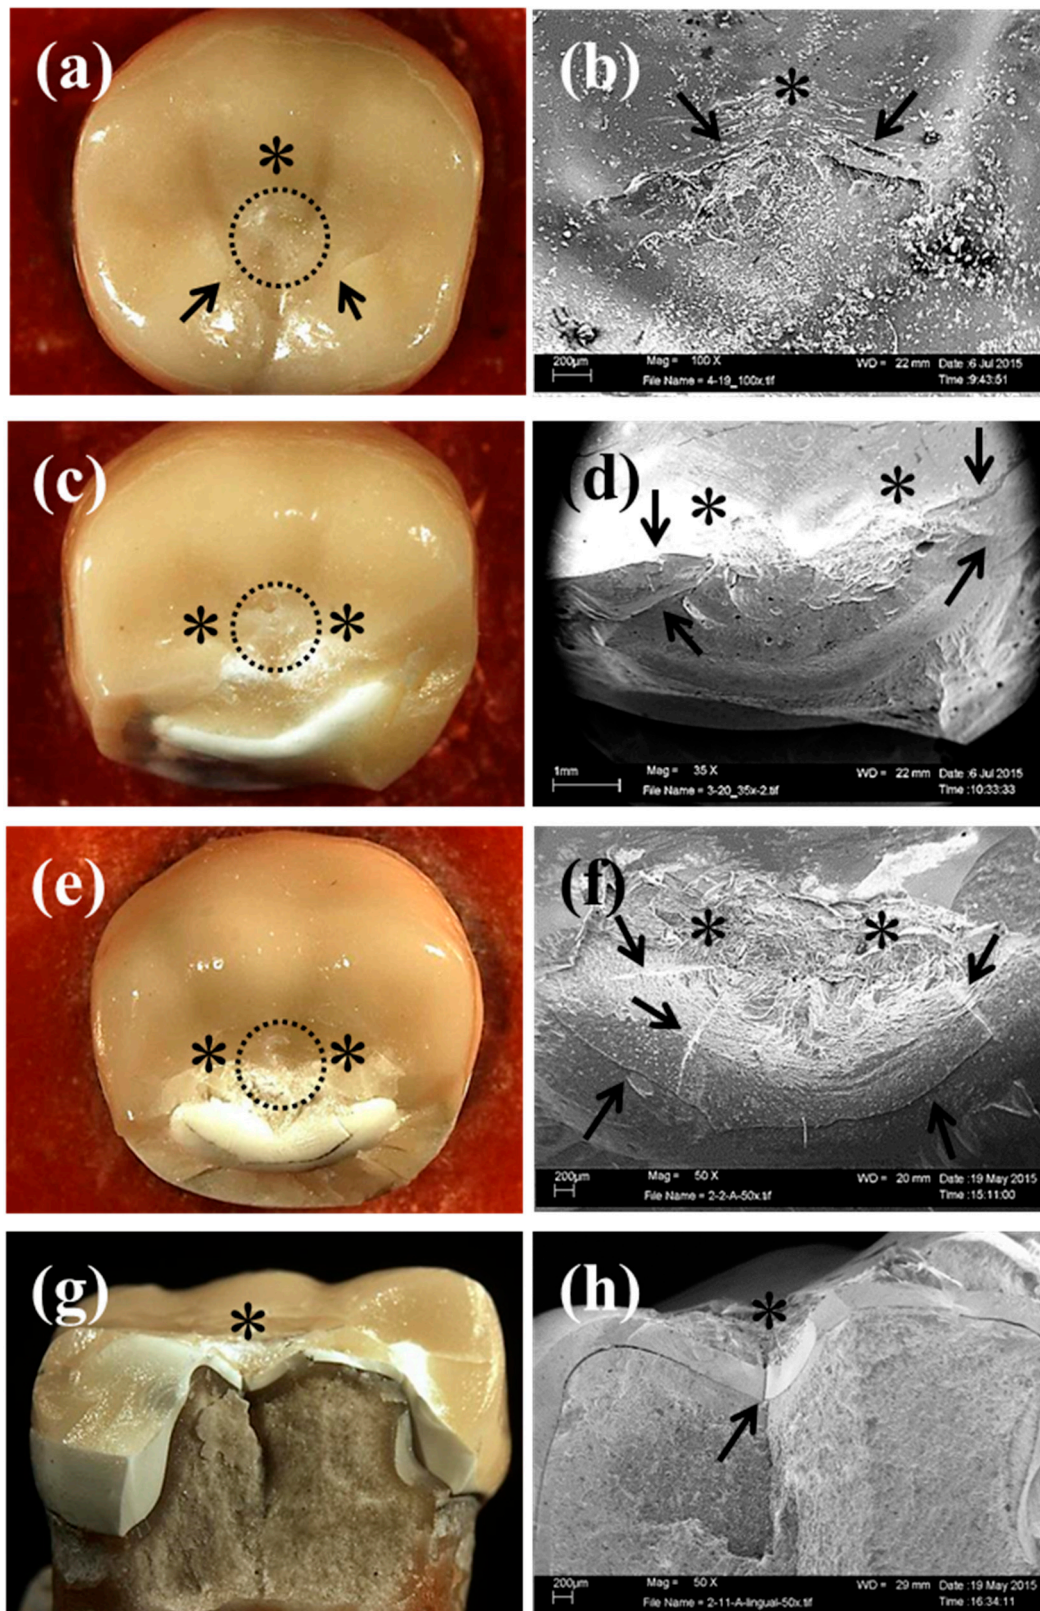 (a)
*
(b)
*
200µm
Mag = 100 X
WD = 22 mm
Date :6 Jul 2015
File Name = 4-19_100x.tif
Time :9:43:51
(c)
* *
(d)
* *
1mm
Mag = 35 X
WD = 22 mm
Date :6 Jul 2015
File Name = 3-20_35x-2.tif
Time :10:33:33
(e)
* *
(f)
* *
200µm
Mag = 50 X
WD = 20 mm
Date :19 May 2015
File Name = 2-2-A-50x.tif
Time :15:11:00
(g)
*
(h)
*
200µm
Mag = 50 X
WD = 29 mm
Date :19 May 2015
File Name = 2-11-A-lingual-50x.tif
Time :16:34:11